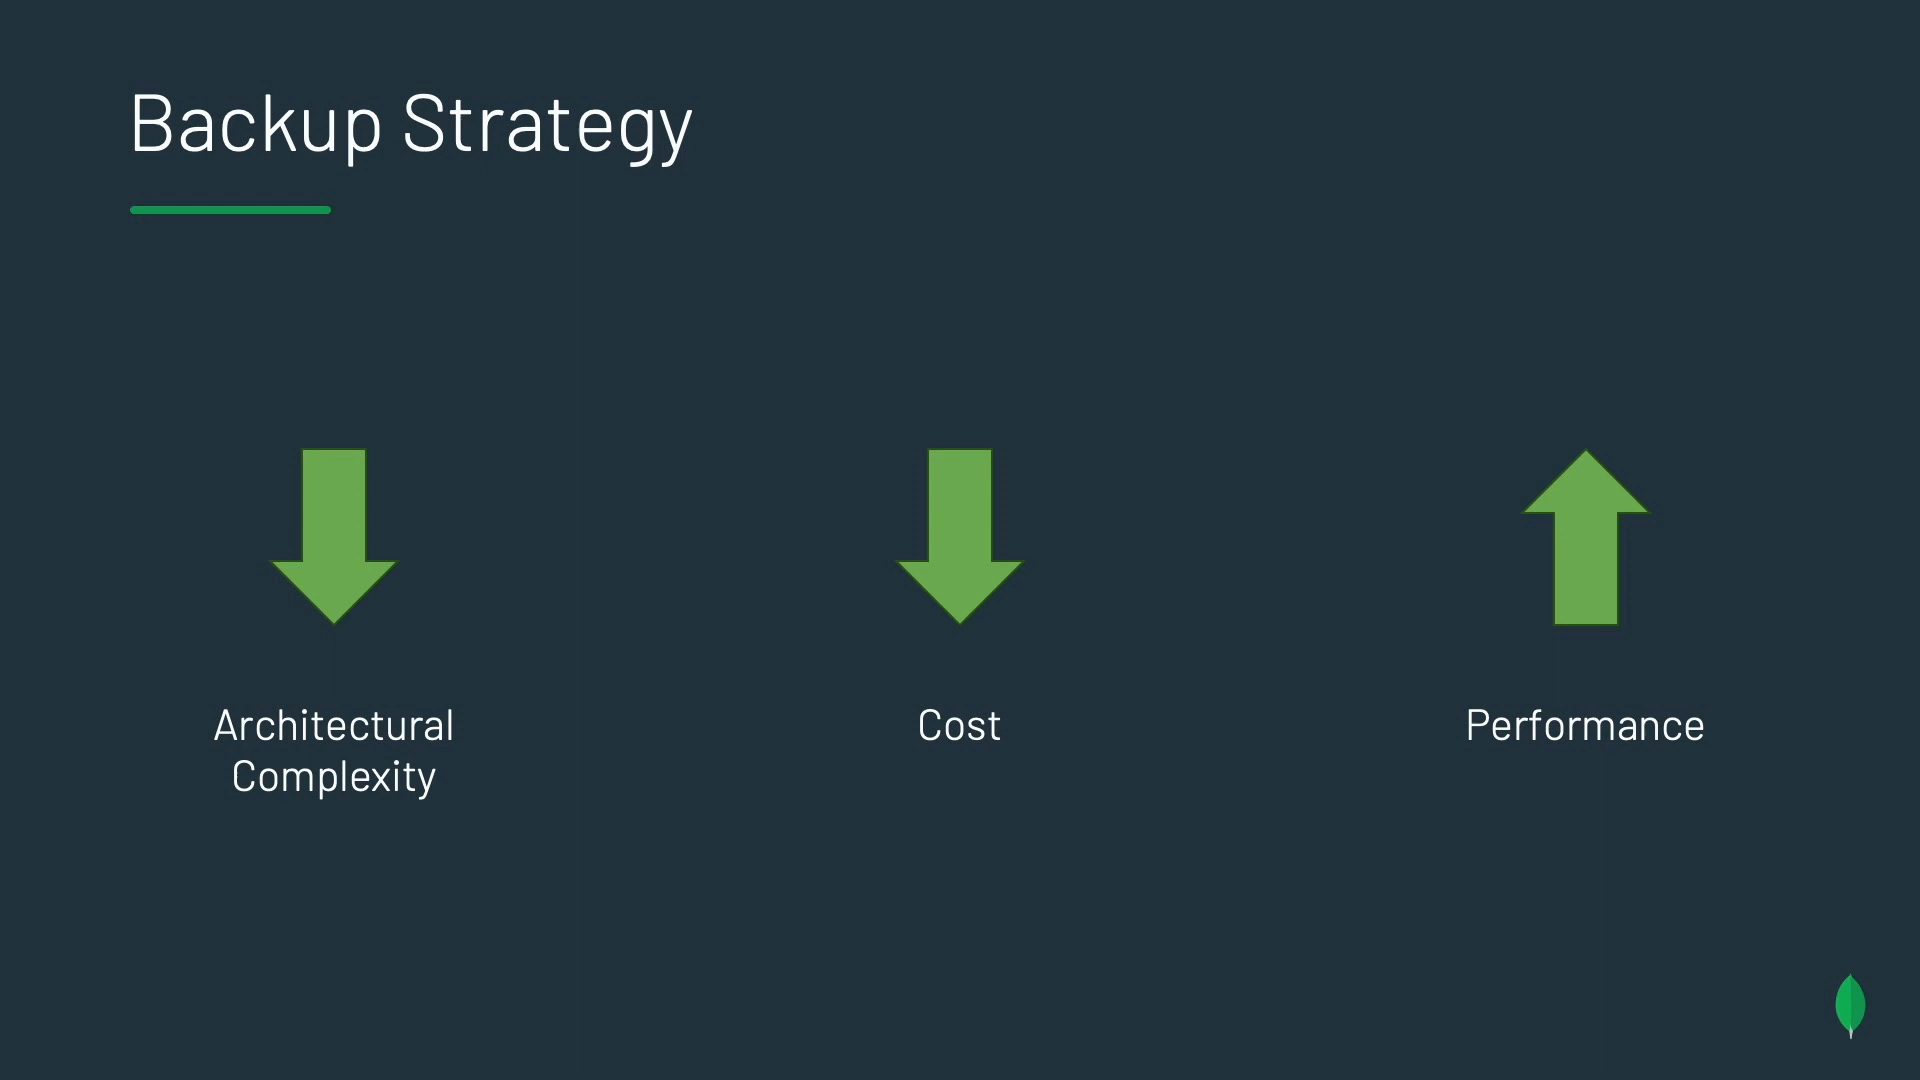 Backup Strategy
Architectural
Complexity
Cost
Performance